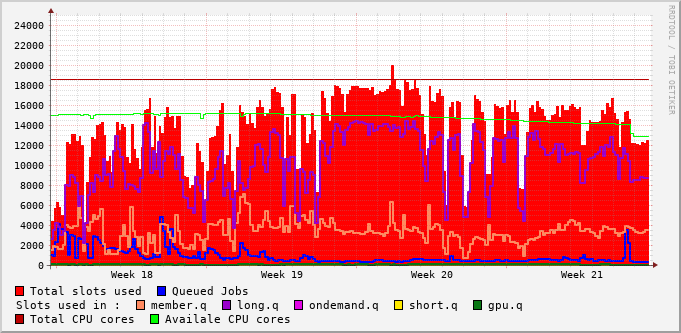 RRDTOOL / TOBI OETIKER
24000
22000
20000
18000
16000
14000
12000
10000
8000
6000
4000
2000
0
Week 18 Week 19 Week 20 Week 21
Total slots used Queued Jobs
Slots used in : member.q long.q ondemand.q short.q gpu.q
Total CPU cores Availale CPU cores